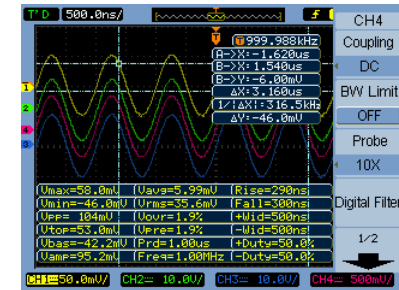 T'D 500.0ns/ f
CH4
999.988kHz
Coupling
A->X:-1.620us
B->X: 1.540us
DC
B->Y:-6.00mV
ΔX:3.160us
BW Limit
1/|ΔX|:316.5kHz
ΔY:-46.0mV
OFF
Probe
10X
Vmax=58.0mV Vavg=5.99mV Rise=290ns
Vmin=-46.0mV Vrms=35.6mV Fall=300ns
Digital Filter
Vpp= 104mV Vovr=1.9% +Wid=500ns
Vtop=53.0mV Vpre=1.9% -Wid=500ns
Vbas=-42.2mV Prd=1.00us +Duty=50.0%
1/2
Vamp=95.2mV Freq=1.00MHz -Duty=50.0%
CH1 50.0mV/ CH2 10.0V/ CH3 10.0V/ CH4 500mV/